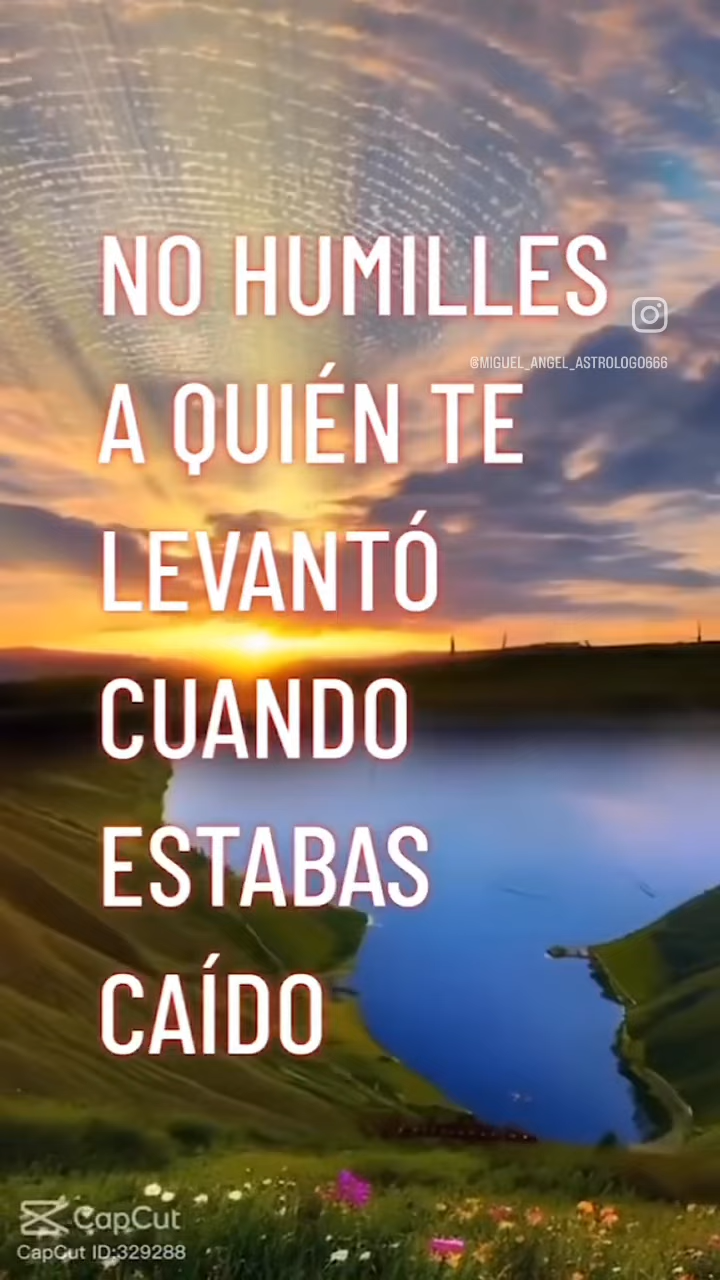 NO HUMILLES
@MIGUEL_ANGEL_ASTROLOGO666
A QUIÉN TE
LEVANTÓ
CUANDO
ESTABAS
CAÍDO
CapCut
CapCut ID:329288